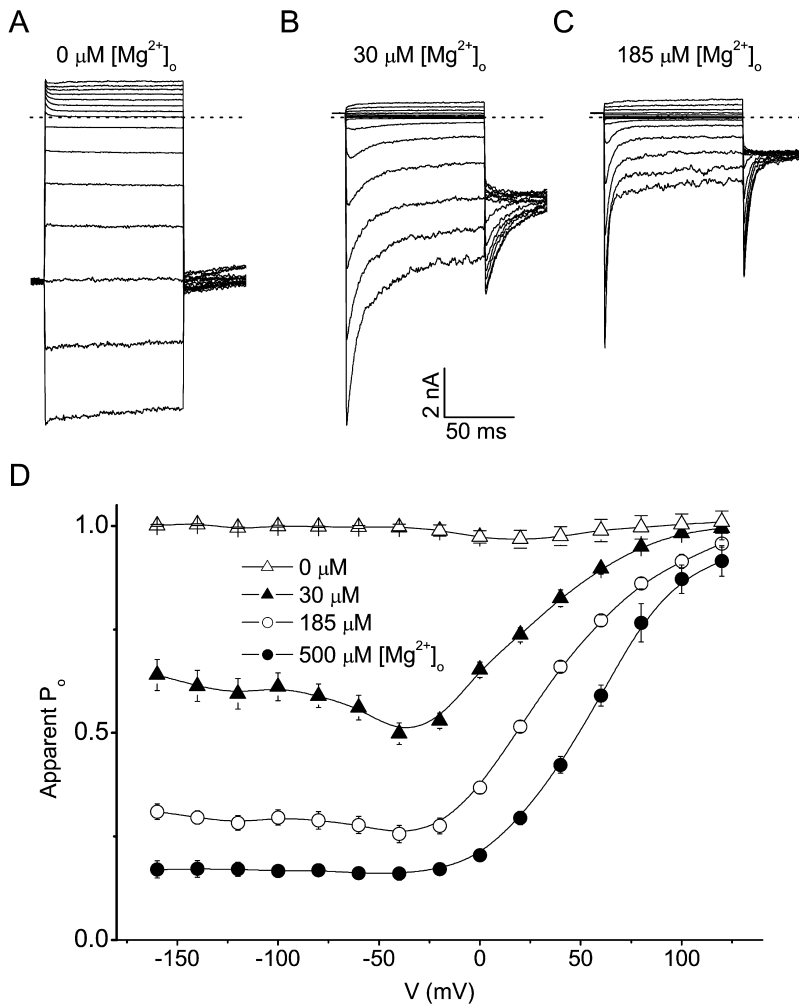 A
B
C
0 μM [Mg²⁺]ₒ
30 μM [Mg²⁺]ₒ
185 μM [Mg²⁺]ₒ
2 nA
50 ms
D
Apparent Pₒ
1.0
0.5
0.0
0 μM
30 μM
185 μM
500 μM [Mg²⁺]ₒ
-150 -100 -50 0 50 100
V (mV)